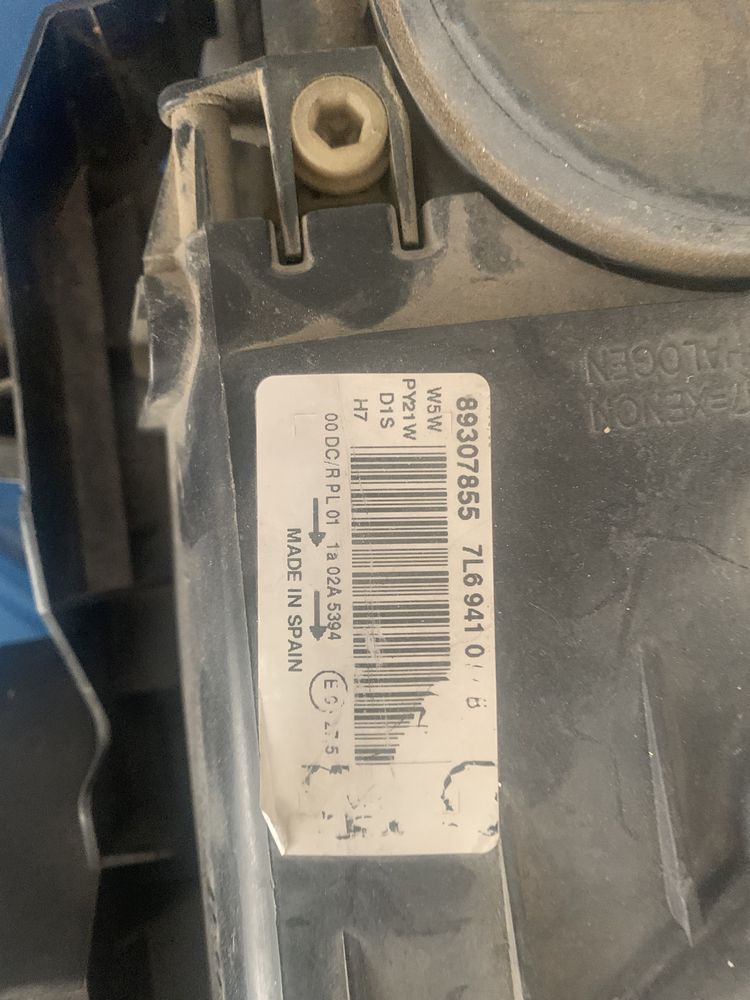 89307855 7L6 941 0 B
W5W
PY21W
D1S
H7
00 DC/R PL 01 1a 02A 5394
MADE IN SPAIN
E
XENON
HALOGEN